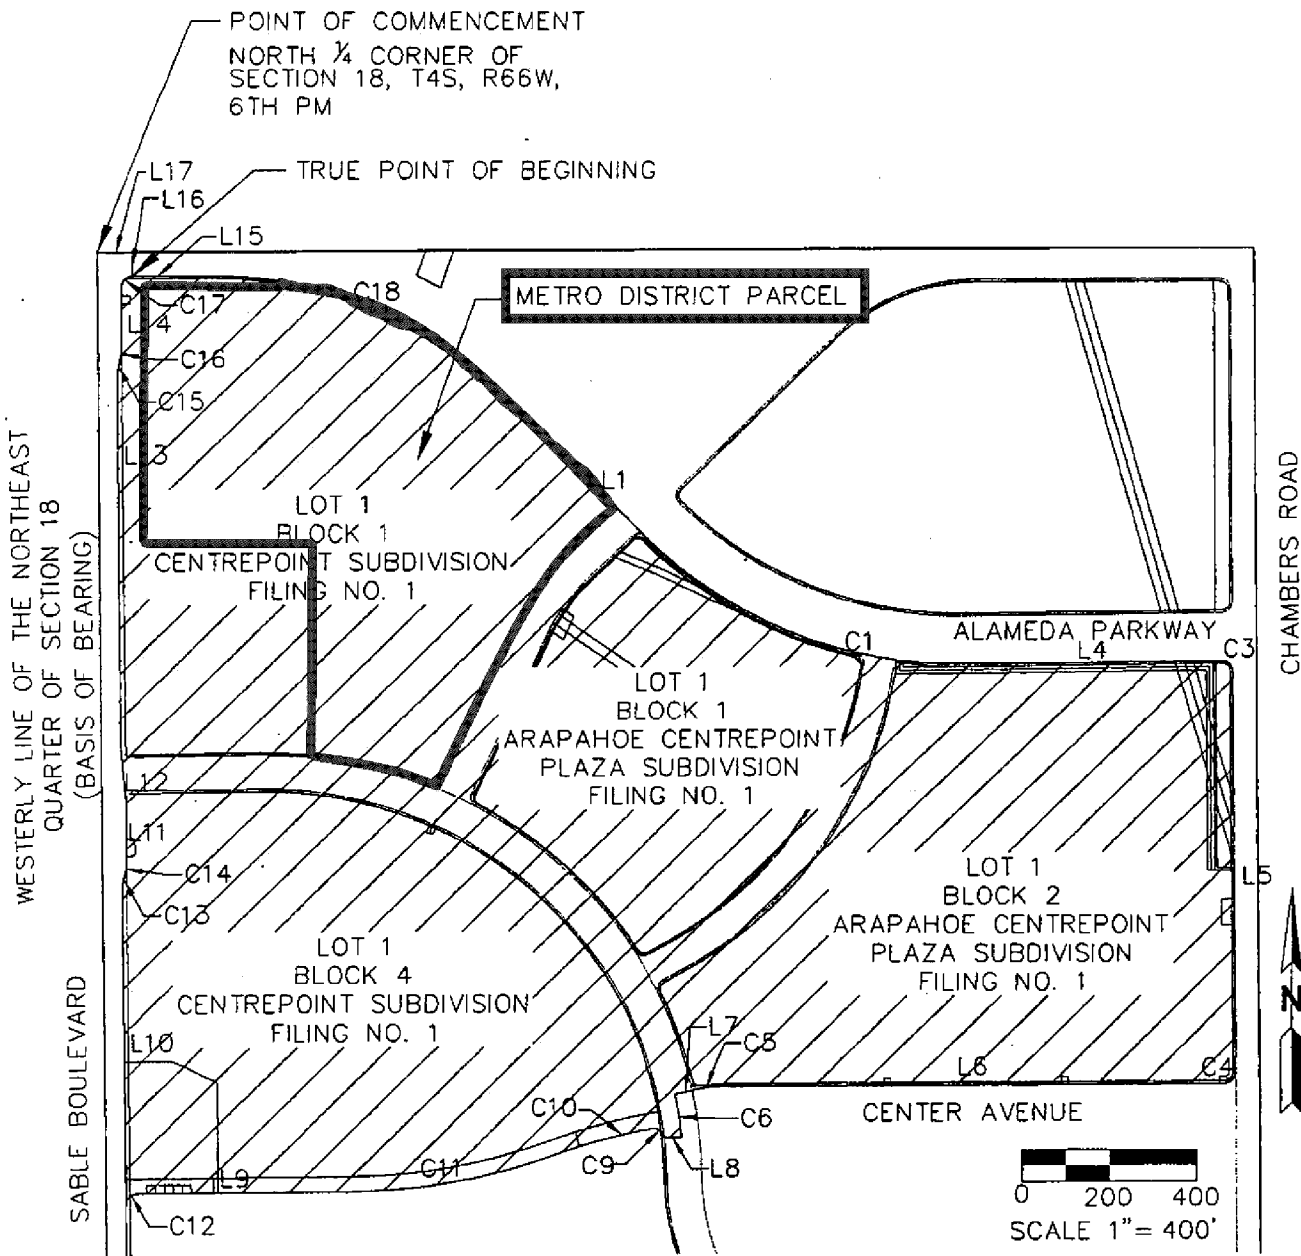 POINT OF COMMENCEMENT
NORTH ¼ CORNER OF
SECTION 18, T4S, R66W,
6TH PM
L17
TRUE POINT OF BEGINNING
L16
L15
C17
C18
METRO DISTRICT PARCEL
C16
C15
L1
LOT 1
BLOCK 1
CENTREPOINT SUBDIVISION
FILING NO. 1
WESTERLY LINE OF THE NORTHEAST
QUARTER OF SECTION 18
(BASIS OF BEARING)
CHAMBERS ROAD
ALAMEDA PARKWAY
C1
L4
C3
LOT 1
BLOCK 1
ARAPAHOE CENTREPOINT
PLAZA SUBDIVISION
FILING NO. 1
L12
L11
C14
C13
L5
LOT 1
BLOCK 2
ARAPAHOE CENTREPOINT
PLAZA SUBDIVISION
FILING NO. 1
LOT 1
BLOCK 4
CENTREPOINT SUBDIVISION
FILING NO. 1
SABLE BOULEVARD
N
L10
L7
C5
L6
C4
C10
C6
CENTER AVENUE
C9
L8
C11
L9
C12
0 200 400
SCALE 1"= 400'